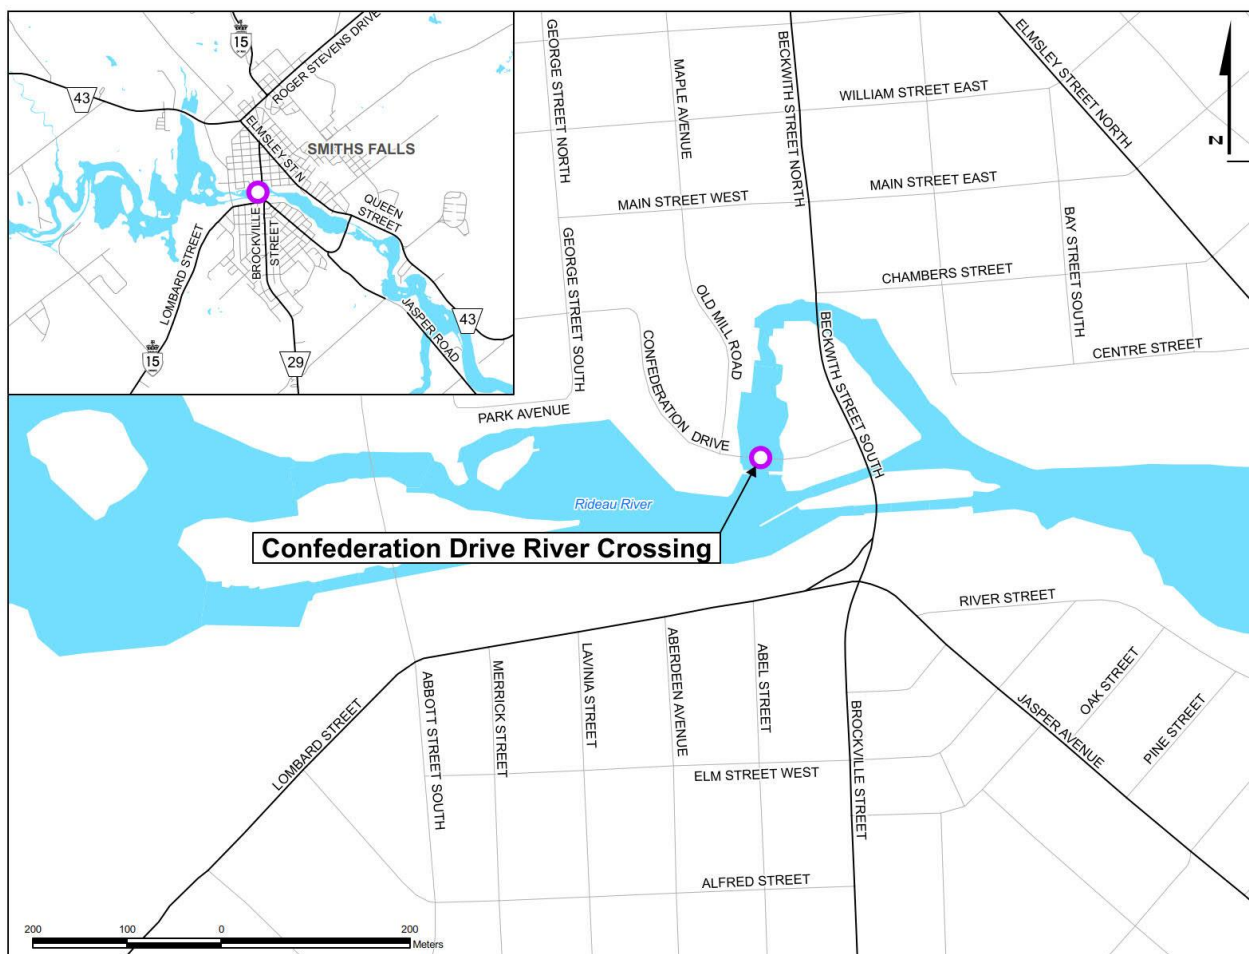 15
43
ROGER STEVENS DRIVE
ELMSLEY ST N
SMITHS FALLS
QUEEN
STREET
BROCKVILLE
STREET
LOMBARD STREET
JASPER ROAD
43
15
29
GEORGE STREET NORTH
MAPLE AVENUE
BECKWITH STREET NORTH
WILLIAM STREET EAST
ELMSLEY STREET NORTH
N
MAIN STREET WEST
MAIN STREET EAST
BAY STREET SOUTH
GEORGE STREET SOUTH
CHAMBERS STREET
OLD MILL ROAD
CONFEDERATION DRIVE
BECKWITH STREET SOUTH
CENTRE STREET
PARK AVENUE
Rideau River
Confederation Drive River Crossing
RIVER STREET
ABBOTT STREET SOUTH
MERRICK STREET
LAVINIA STREET
ABERDEEN AVENUE
ABEL STREET
LOMBARD STREET
BROCKVILLE STREET
JASPER AVENUE
OAK STREET
PINE STREET
ELM STREET WEST
ALFRED STREET
200 100 0 200
Meters